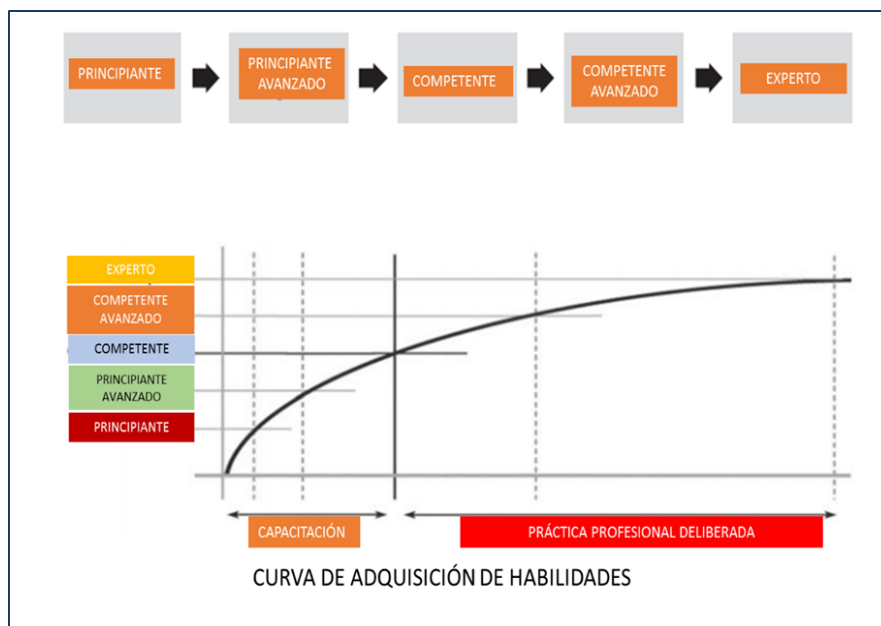 PRINCIPIANTE
PRINCIPIANTE
AVANZADO
COMPETENTE
COMPETENTE
AVANZADO
EXPERTO
EXPERTO
COMPETENTE
AVANZADO
COMPETENTE
PRINCIPIANTE
AVANZADO
PRINCIPIANTE
CAPACITACIÓN
PRÁCTICA PROFESIONAL DELIBERADA
CURVA DE ADQUISICIÓN DE HABILIDADES